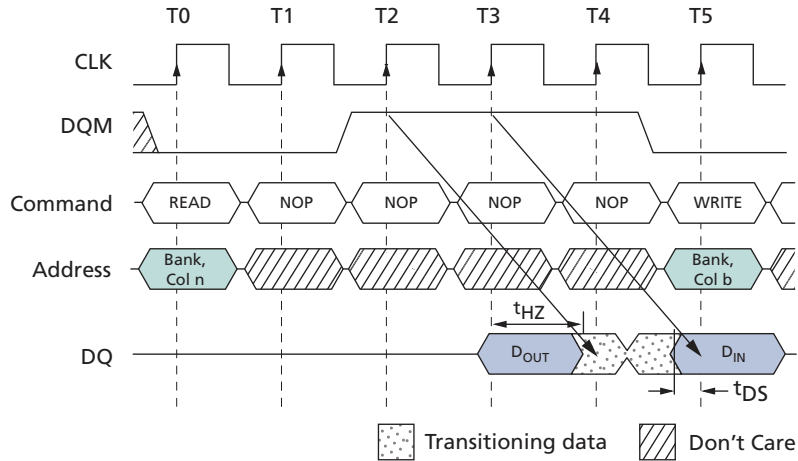 T0 T1 T2 T3 T4 T5
CLK
DQM
Command READ NOP NOP NOP NOP WRITE
Address Bank, Col n Bank, Col b
tHZ
DQ DOUT DIN
tDS
Transitioning data Don't Care